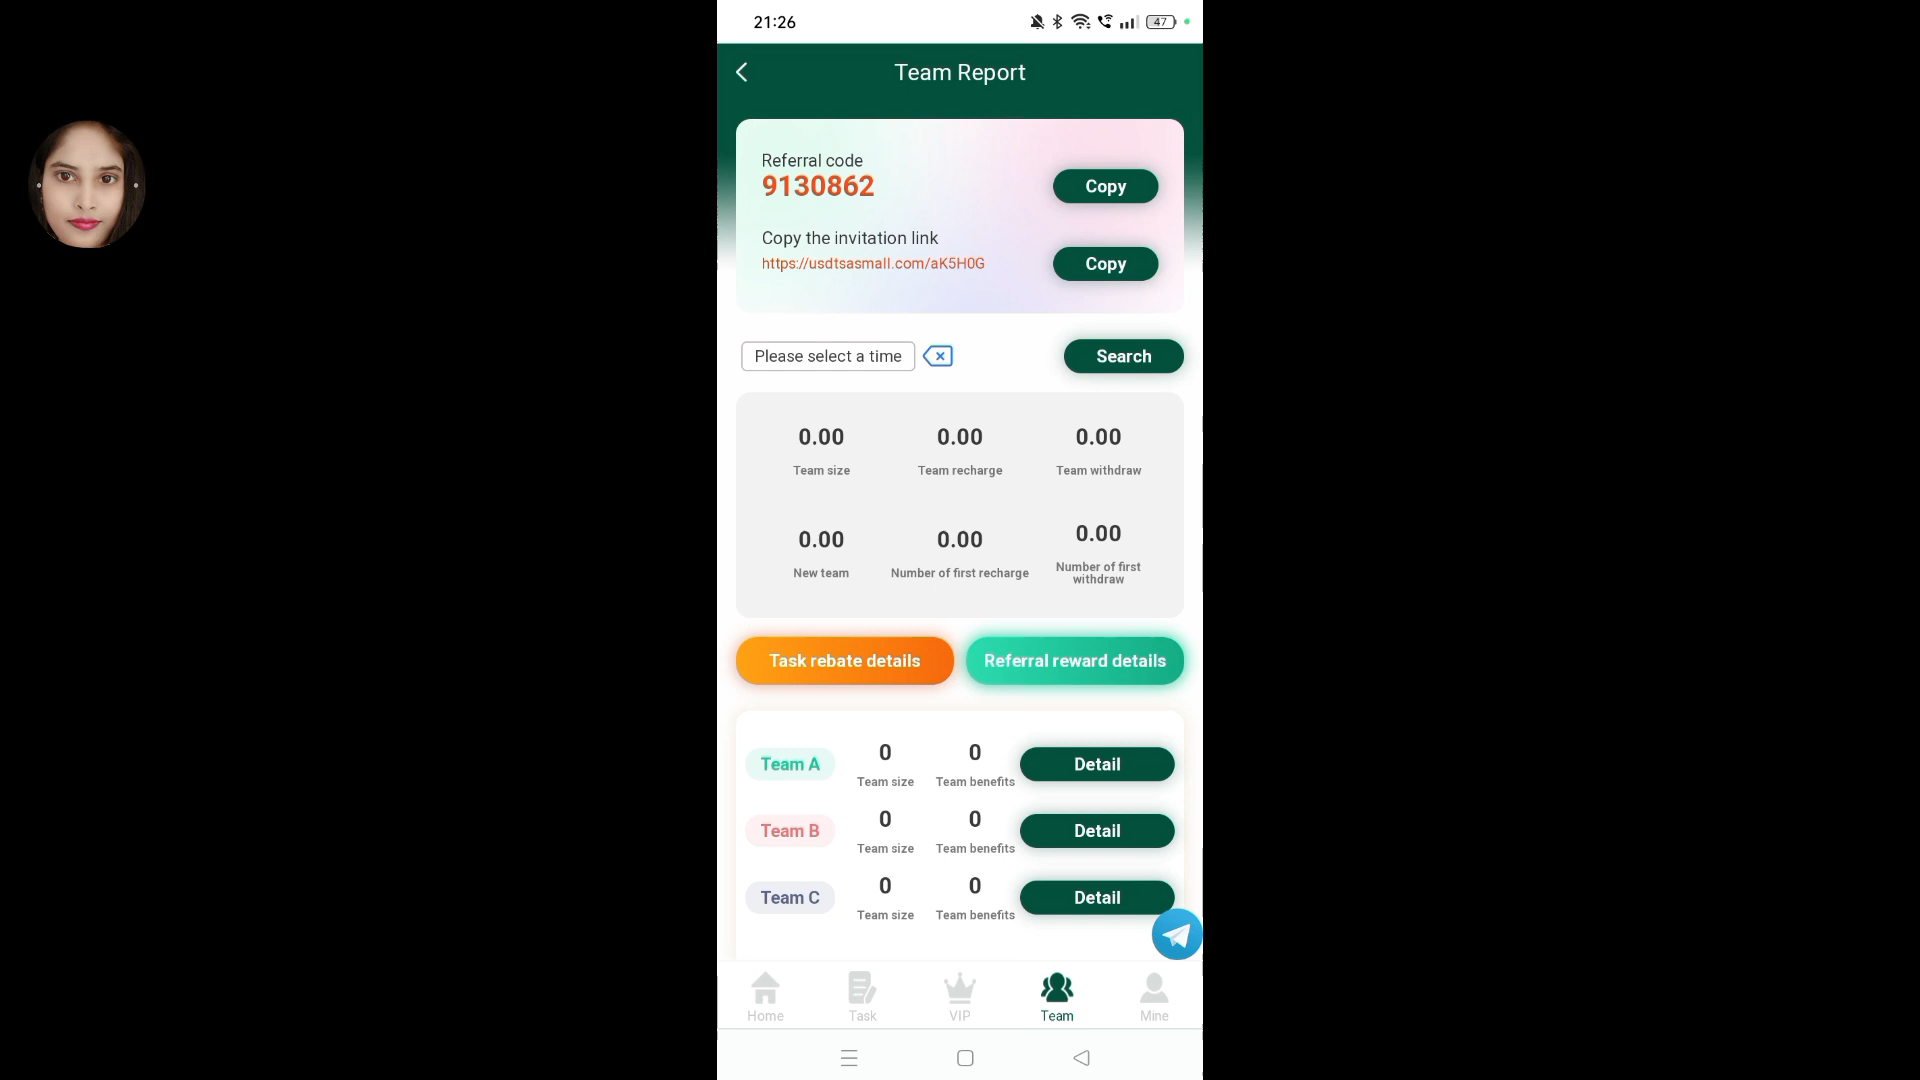 21:26
47
Team Report
Referral code
9130862
Copy
Copy the invitation link
https://usdtsasmall.com/aK5H0G
Copy
Please select a time
Search
0.00 0.00 0.00
Team size Team recharge Team withdraw
0.00 0.00 0.00
New team Number of first recharge Number of first
withdraw
Task rebate details Referral reward details
Team A 0 0 Detail
Team size Team benefits
Team B 0 0 Detail
Team size Team benefits
Team C 0 0 Detail
Team size Team benefits
Home Task VIP Team Mine